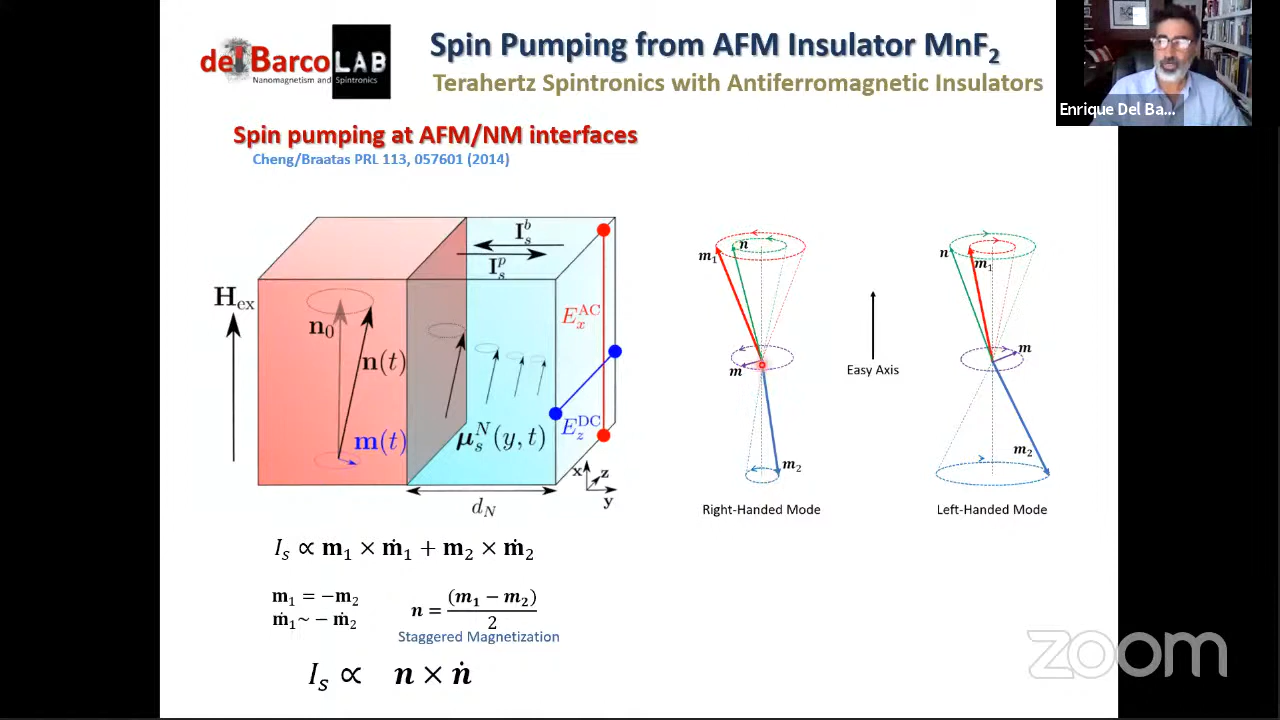 del Barco LAB
Nanomagnetism and Spintronics
Spin Pumping from AFM Insulator MnF₂
Terahertz Spintronics with Antiferromagnetic Insulators
Enrique Del Ba...
Spin pumping at AFM/NM interfaces
Cheng/Braatas PRL 113, 057601 (2014)
H_ex
n₀
n(t)
m(t)
I_s^b
I_s^p
μ_s^N(y, t)
E_x^AC
E_z^DC
d_N
x
z
y
m₁
n
m
m₂
Right-Handed Mode
Easy Axis
n
m₁
m
m₂
Left-Handed Mode
I_s ∝ m₁ × ṁ₁ + m₂ × ṁ₂
m₁ = −m₂
ṁ₁~ − ṁ₂
n = (m₁ − m₂)/2
Staggered Magnetization
I_s ∝ n × ṅ
zoom